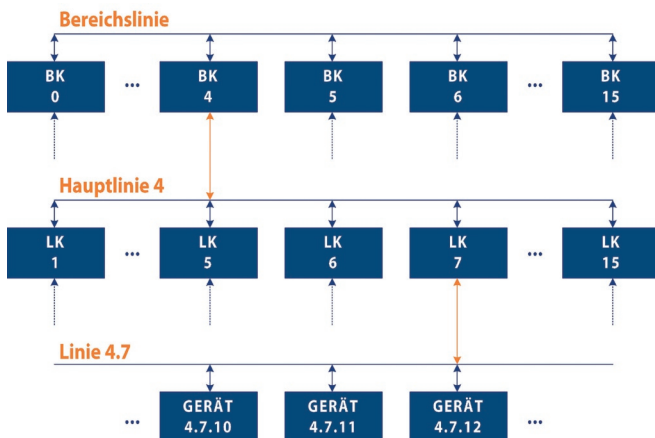 Bereichslinie
BK
0
...
BK
4
BK
5
BK
6
...
BK
15
Hauptlinie 4
LK
1
...
LK
5
LK
6
LK
7
...
LK
15
Linie 4.7
...
GERÄT
4.7.10
GERÄT
4.7.11
GERÄT
4.7.12
...